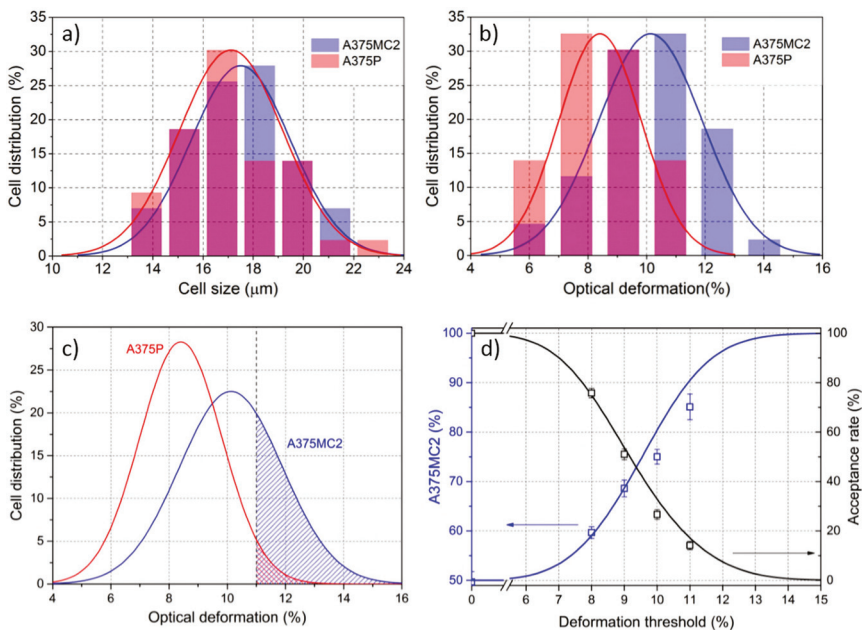 a)
A375MC2
A375P
Cell distribution (%)
35
30
25
20
15
10
5
0
10 12 14 16 18 20 22 24
Cell size (μm)
b)
A375MC2
A375P
Cell distribution (%)
35
30
25
20
15
10
5
0
4 6 8 10 12 14 16
Optical deformation(%)
c)
A375P
A375MC2
Cell distribution (%)
30
25
20
15
10
5
0
4 6 8 10 12 14 16
Optical deformation (%)
d)
A375MC2 (%)
100
90
80
70
60
50
Acceptance rate (%)
100
80
60
40
20
0
0 6 7 8 9 10 11 12 13 14 15
Deformation threshold (%)